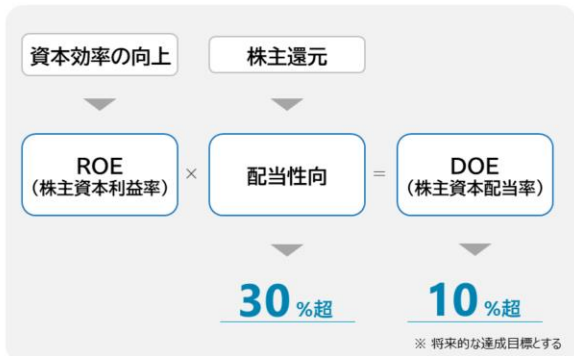 資本効率の向上
株主還元
ROE
(株主資本利益率)
×
配当性向
=
DOE
(株主資本配当率)
30%超
10%超
※ 将来的な達成目標とする